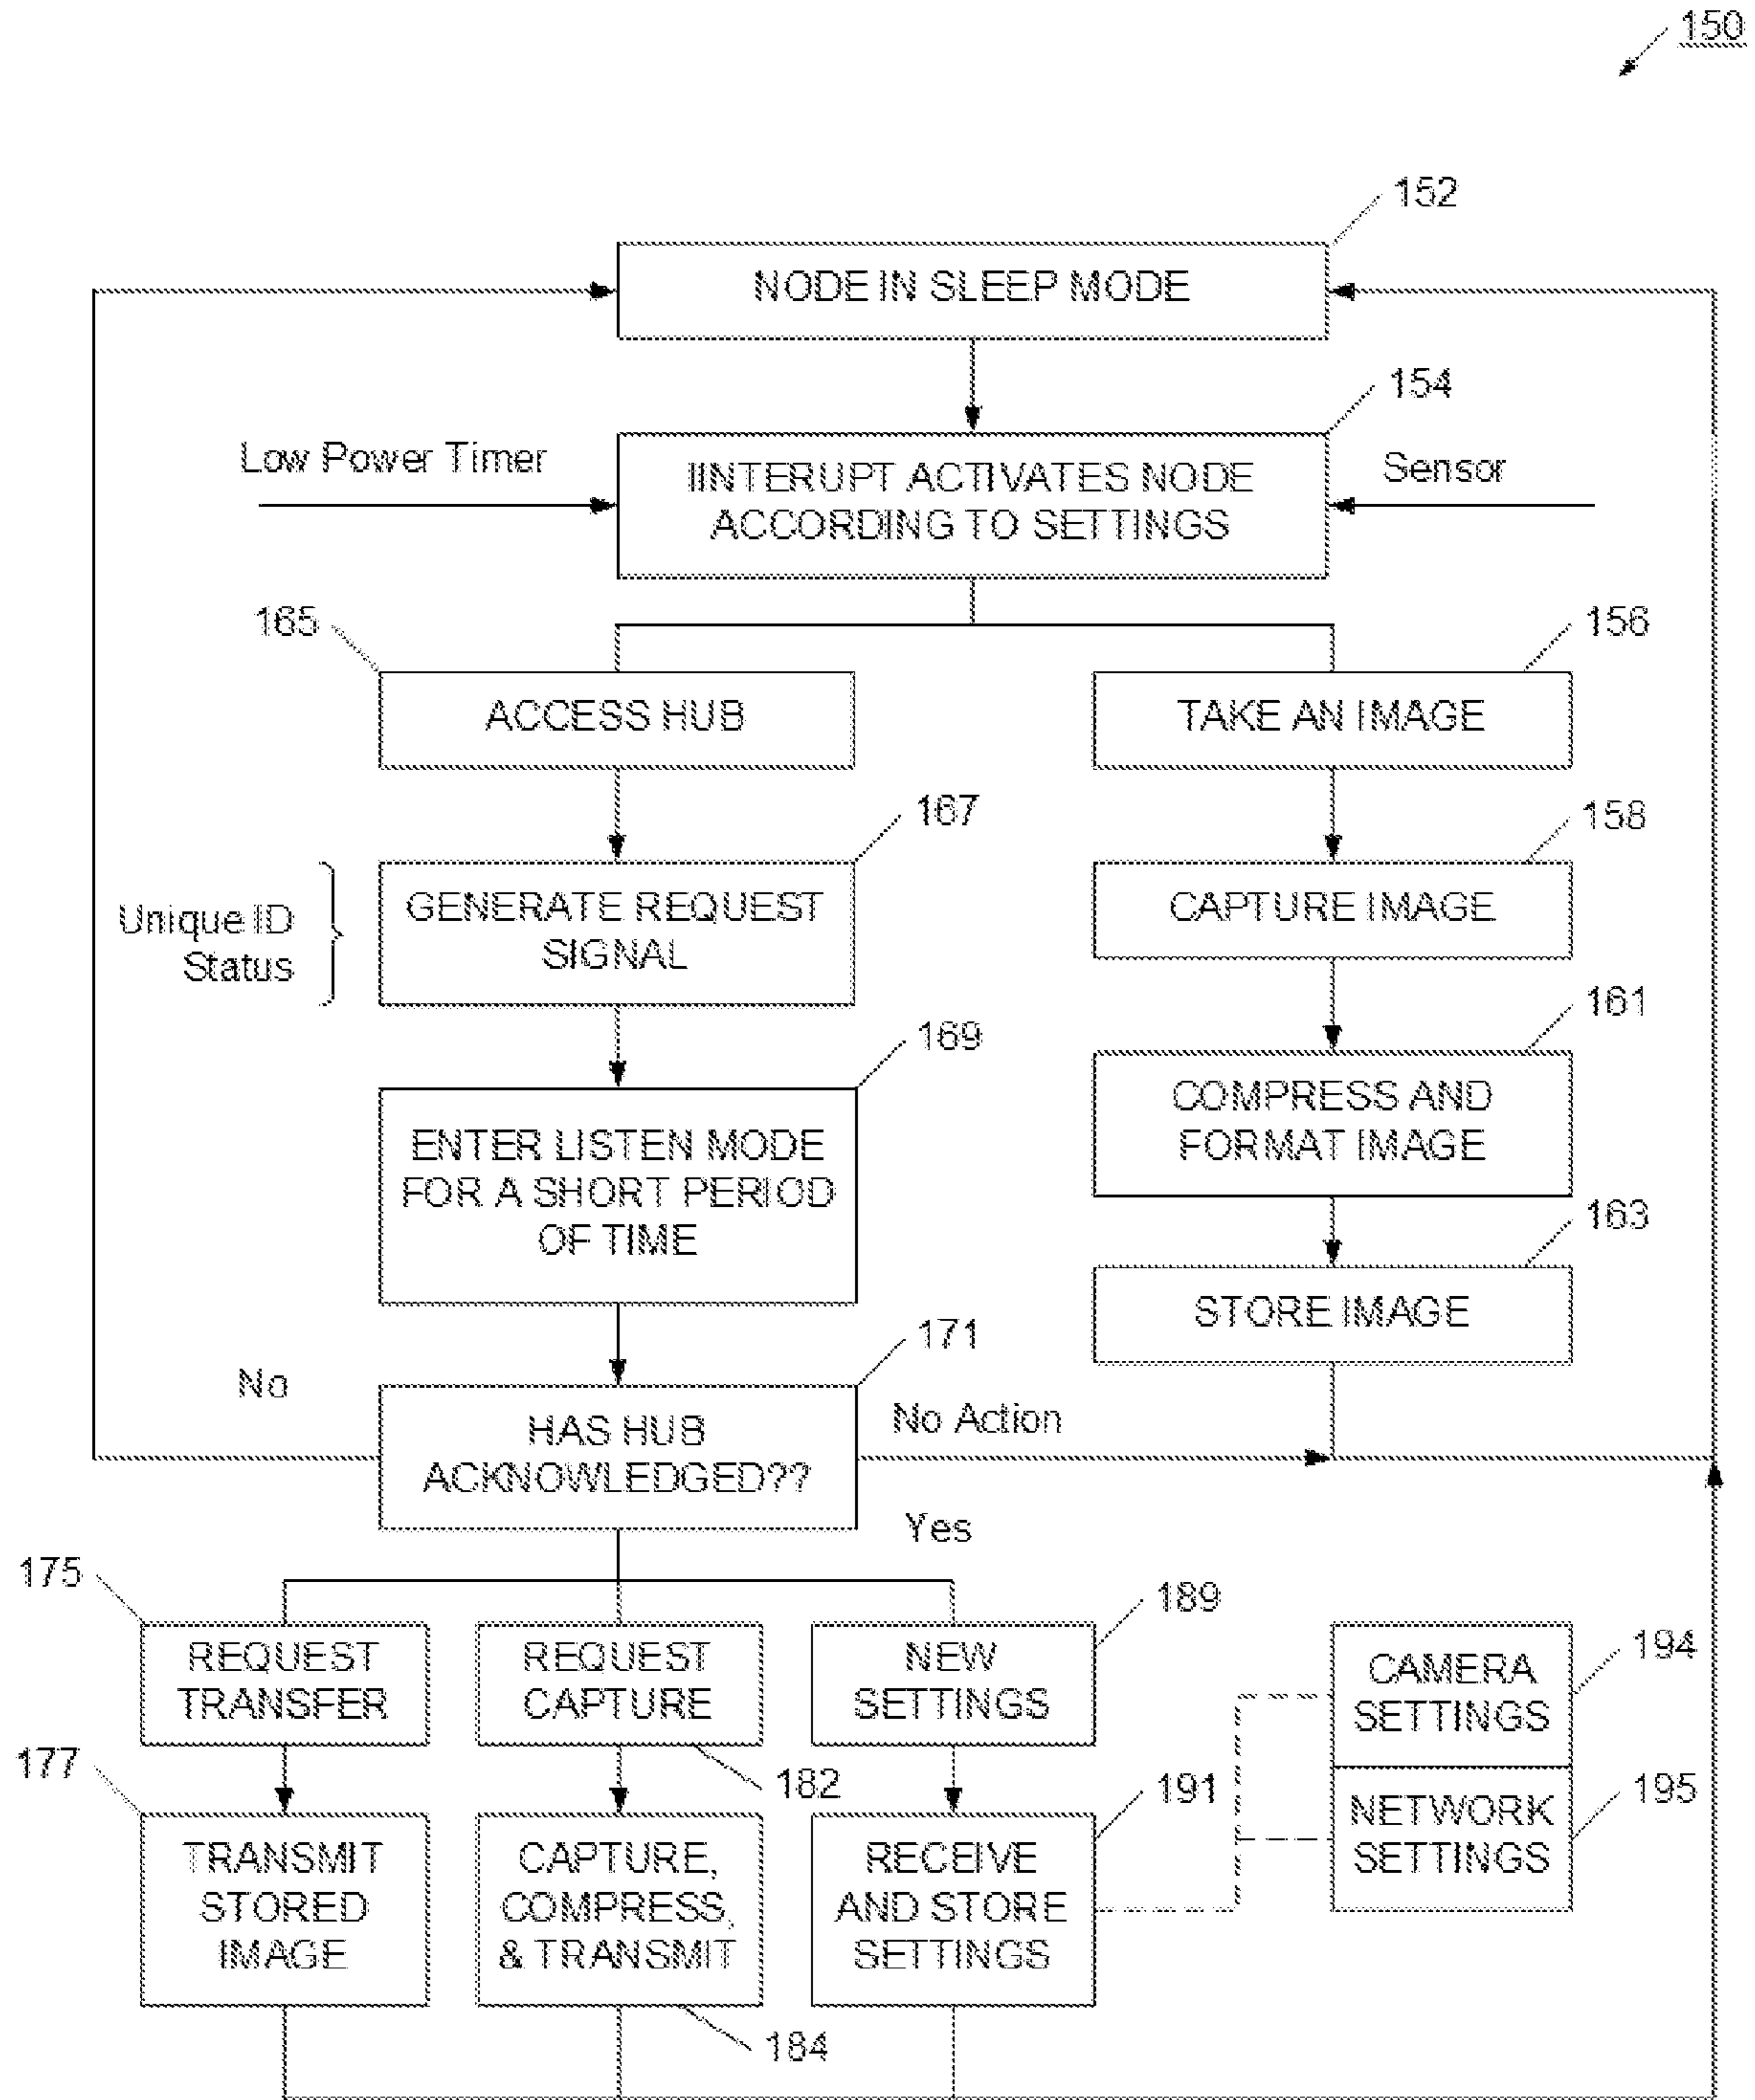 150
152
NODE IN SLEEP MODE
154
Low Power Timer
IINTERUPT ACTIVATES NODE
ACCORDING TO SETTINGS
Sensor
165
156
ACCESS HUB
TAKE AN IMAGE
167
158
Unique ID
Status
GENERATE REQUEST
SIGNAL
CAPTURE IMAGE
169
161
ENTER LISTEN MODE
FOR A SHORT PERIOD
OF TIME
COMPRESS AND
FORMAT IMAGE
163
STORE IMAGE
171
No
HAS HUB
ACKNOWLEDGED??
No Action
Yes
175
189
REQUEST
TRANSFER
REQUEST
CAPTURE
NEW
SETTINGS
CAMERA
SETTINGS
194
177
182
191
NETWORK
SETTINGS
195
TRANSMIT
STORED
IMAGE
CAPTURE,
COMPRESS,
& TRANSMIT
RECEIVE
AND STORE
SETTINGS
184